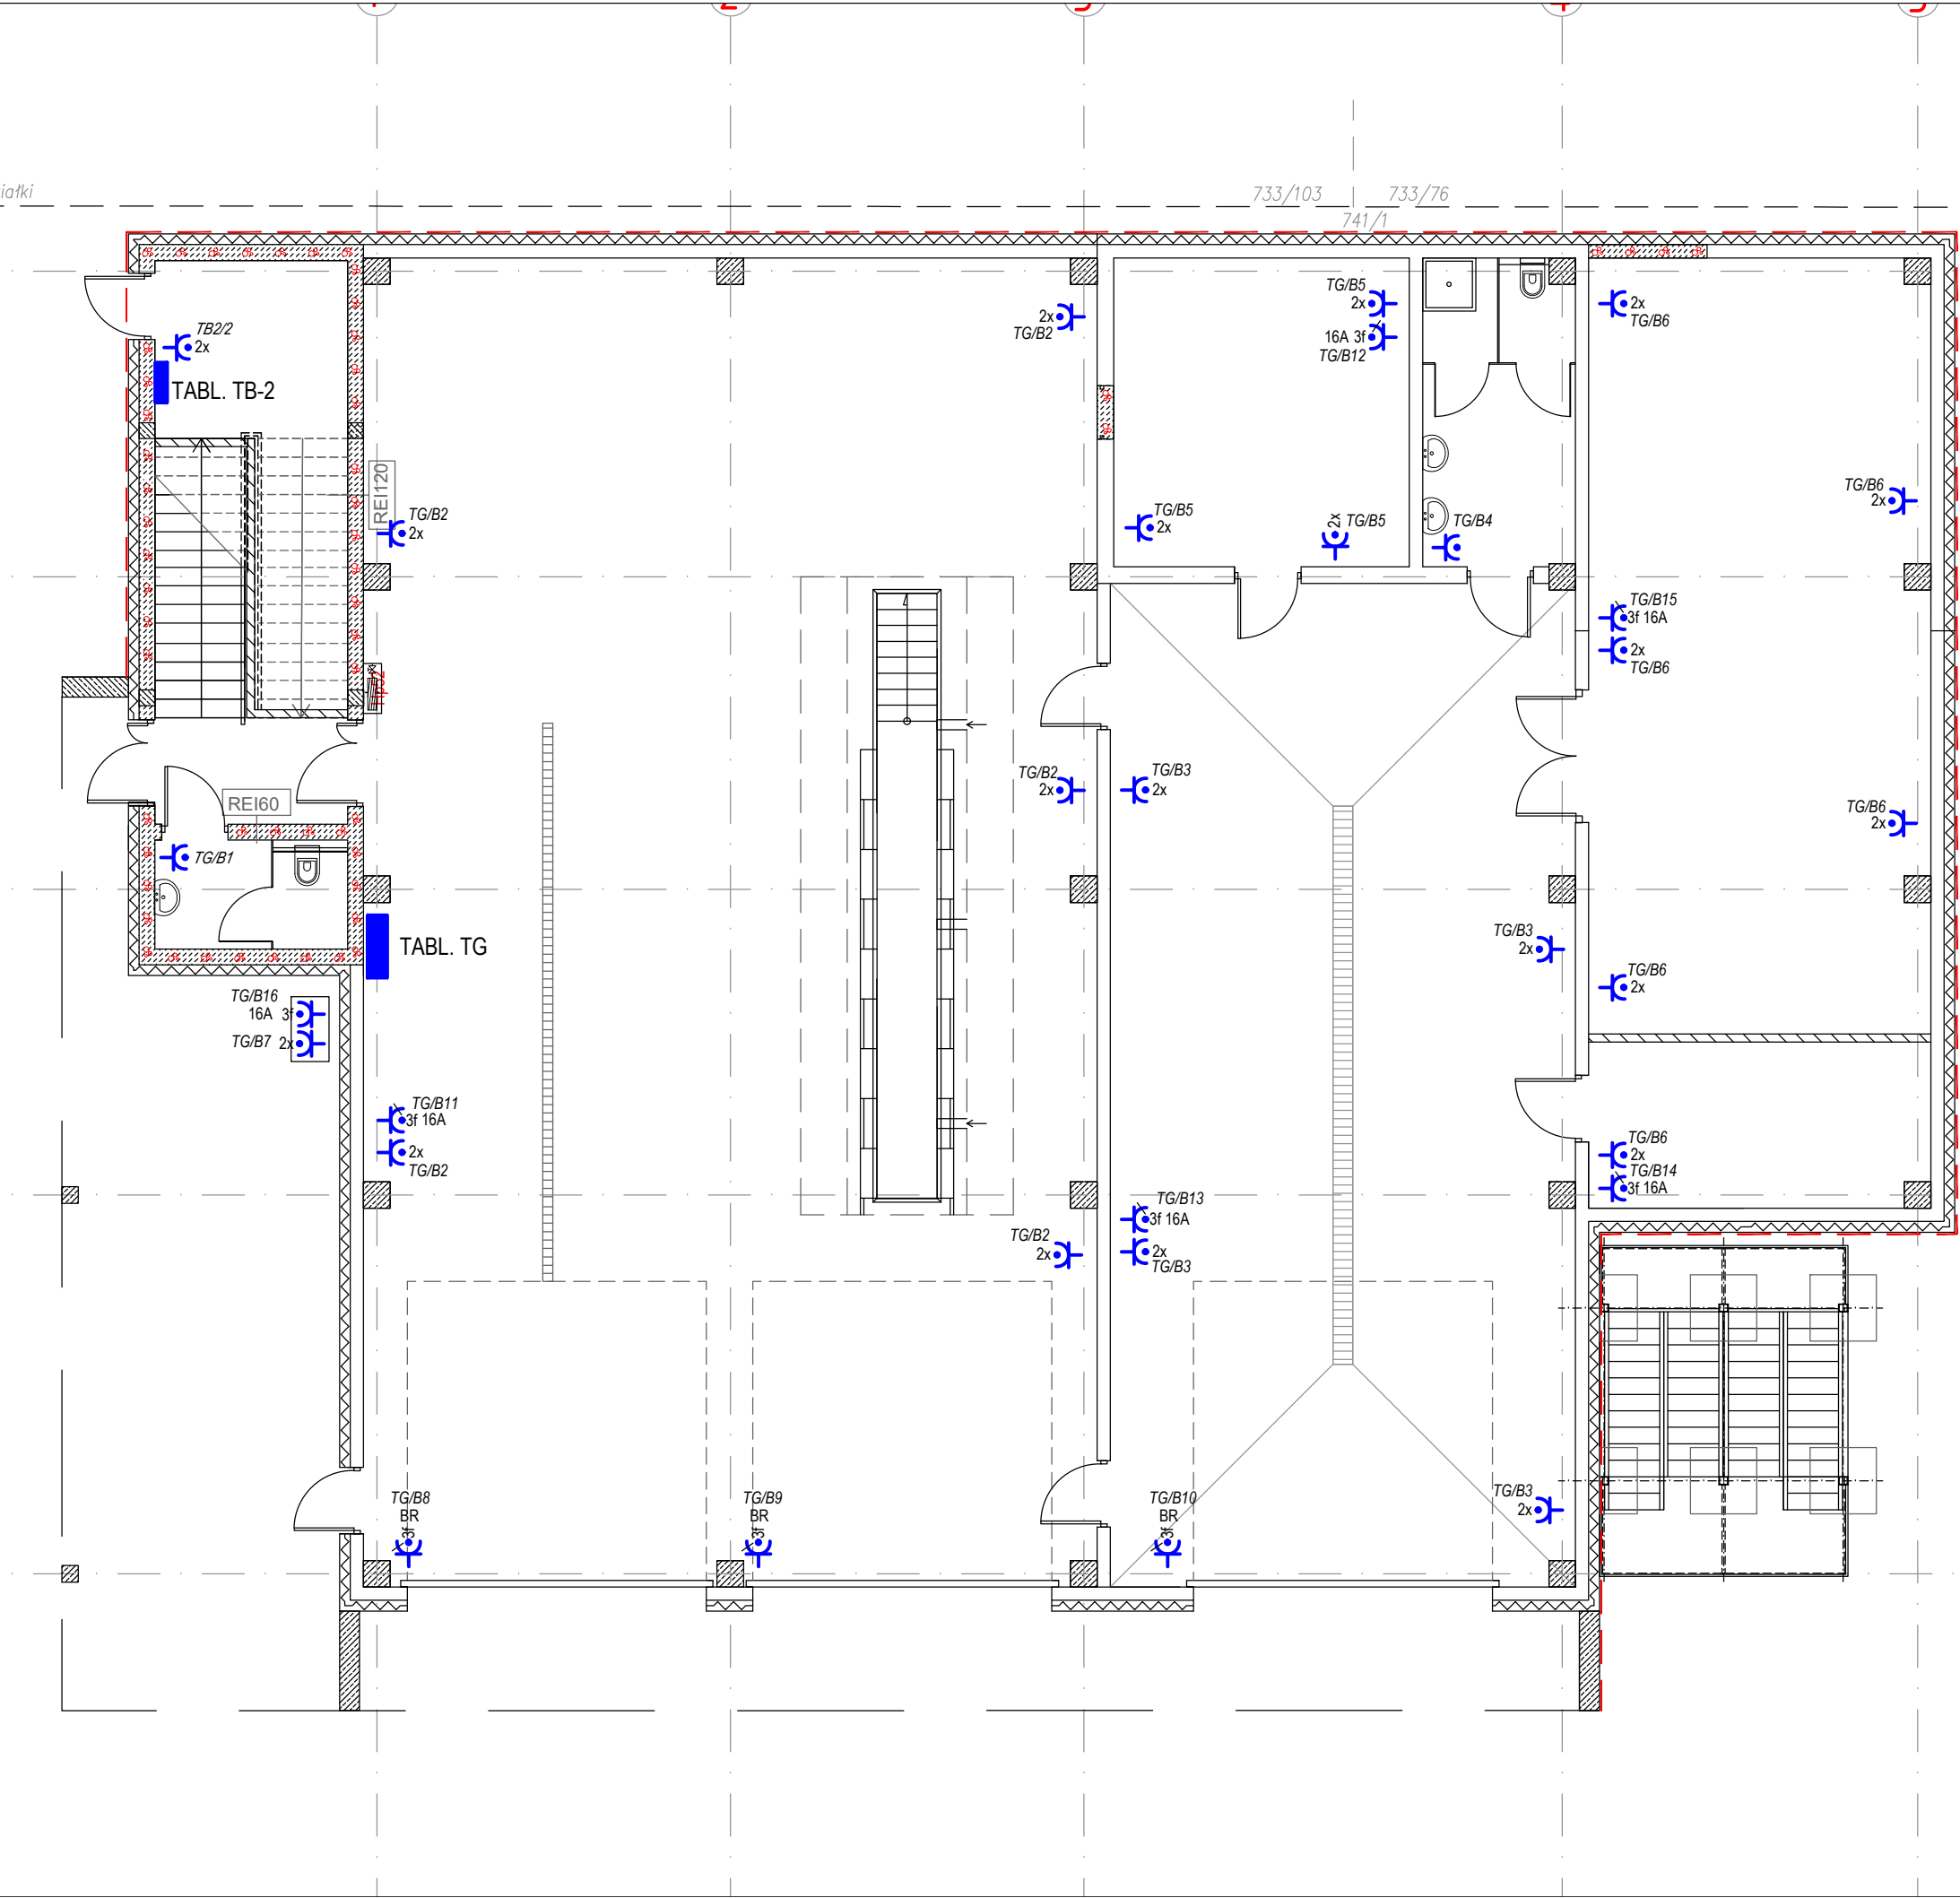 iałki
733/103
733/76
741/1
TB2/2
2x
TABL. TB-2
2x
TG/B2
TG/B5
2x
16A 3f
TG/B12
2x
TG/B6
REI120
TG/B2
2x
TG/B5
2x
2x
TG/B5
TG/B4
TG/B6
2x
TG/B15
3f 16A
2x
TG/B6
Hp52
TG/B2
2x
TG/B3
2x
TG/B6
2x
REI60
TG/B1
TABL. TG
TG/B3
2x
TG/B6
2x
TG/B16
16A 3f
TG/B7 2x
TG/B11
3f 16A
2x
TG/B2
TG/B6
2x
TG/B14
3f 16A
TG/B13
3f 16A
2x
TG/B3
TG/B2
2x
TG/B8
BR
3f
TG/B9
BR
3f
TG/B10
BR
3f
TG/B3
2x